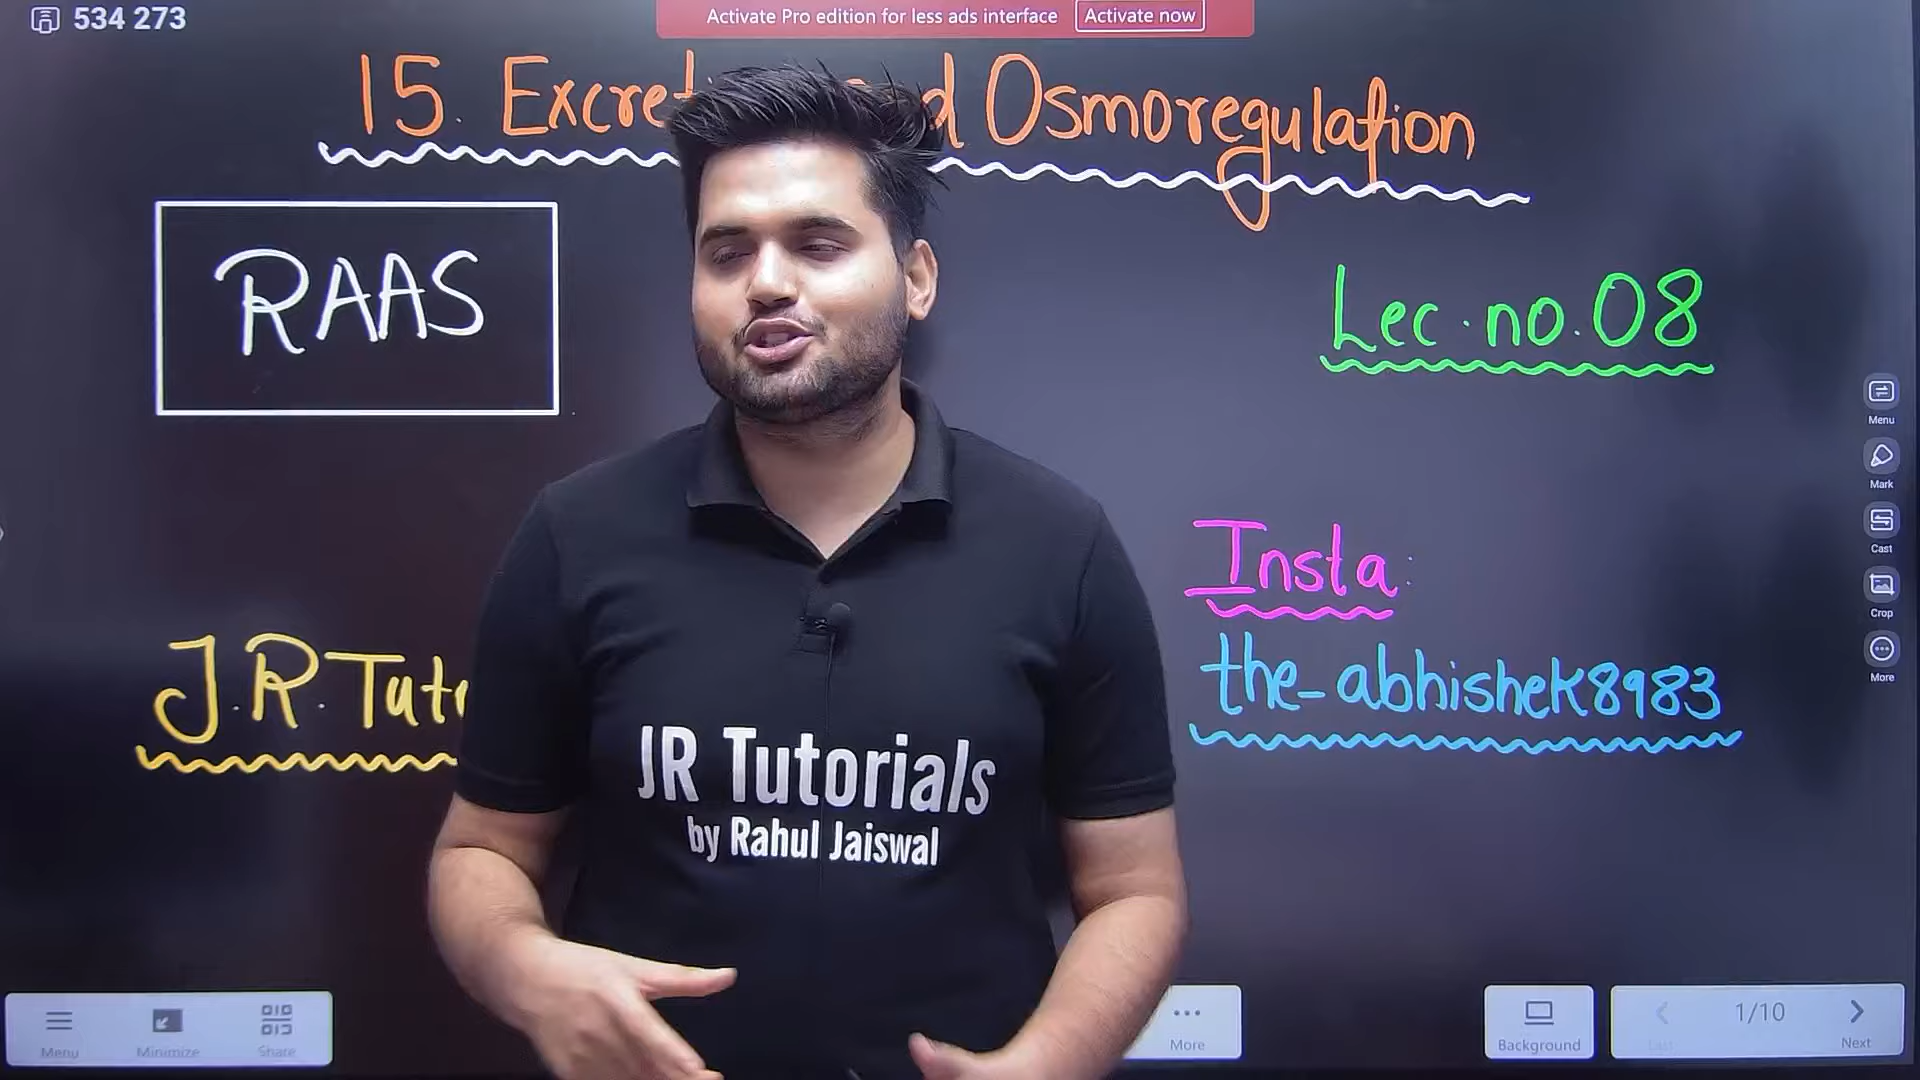 534 273
Activate Pro edition for less ads interface Activate now
15. Excret d Osmoregulation
RAAS
Lec. no. 08
Insta:
the_abhishek8983
J.R. Tuto
JR Tutorials
by Rahul Jaiswal
Menu
Mark
Cast
Crop
More
Menu
Minimize
Share
More
Background
Last
1/10
Next